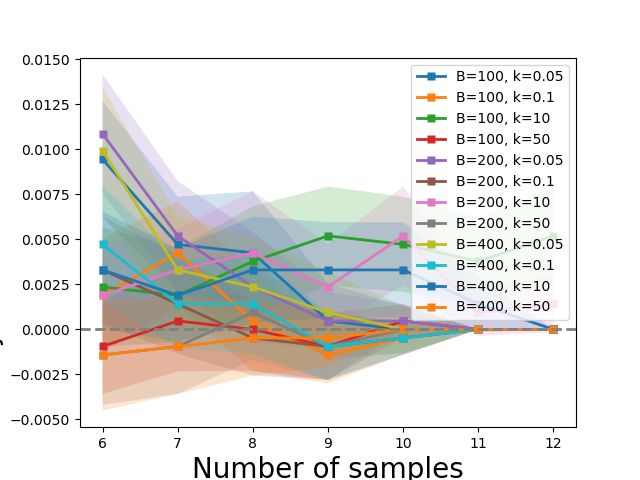 0.0150
0.0125
0.0100
0.0075
0.0050
0.0025
0.0000
−0.0025
−0.0050
B=100, k=0.05
B=100, k=0.1
B=100, k=10
B=100, k=50
B=200, k=0.05
B=200, k=0.1
B=200, k=10
B=200, k=50
B=400, k=0.05
B=400, k=0.1
B=400, k=10
B=400, k=50
6 7 8 9 10 11 12
Number of samples